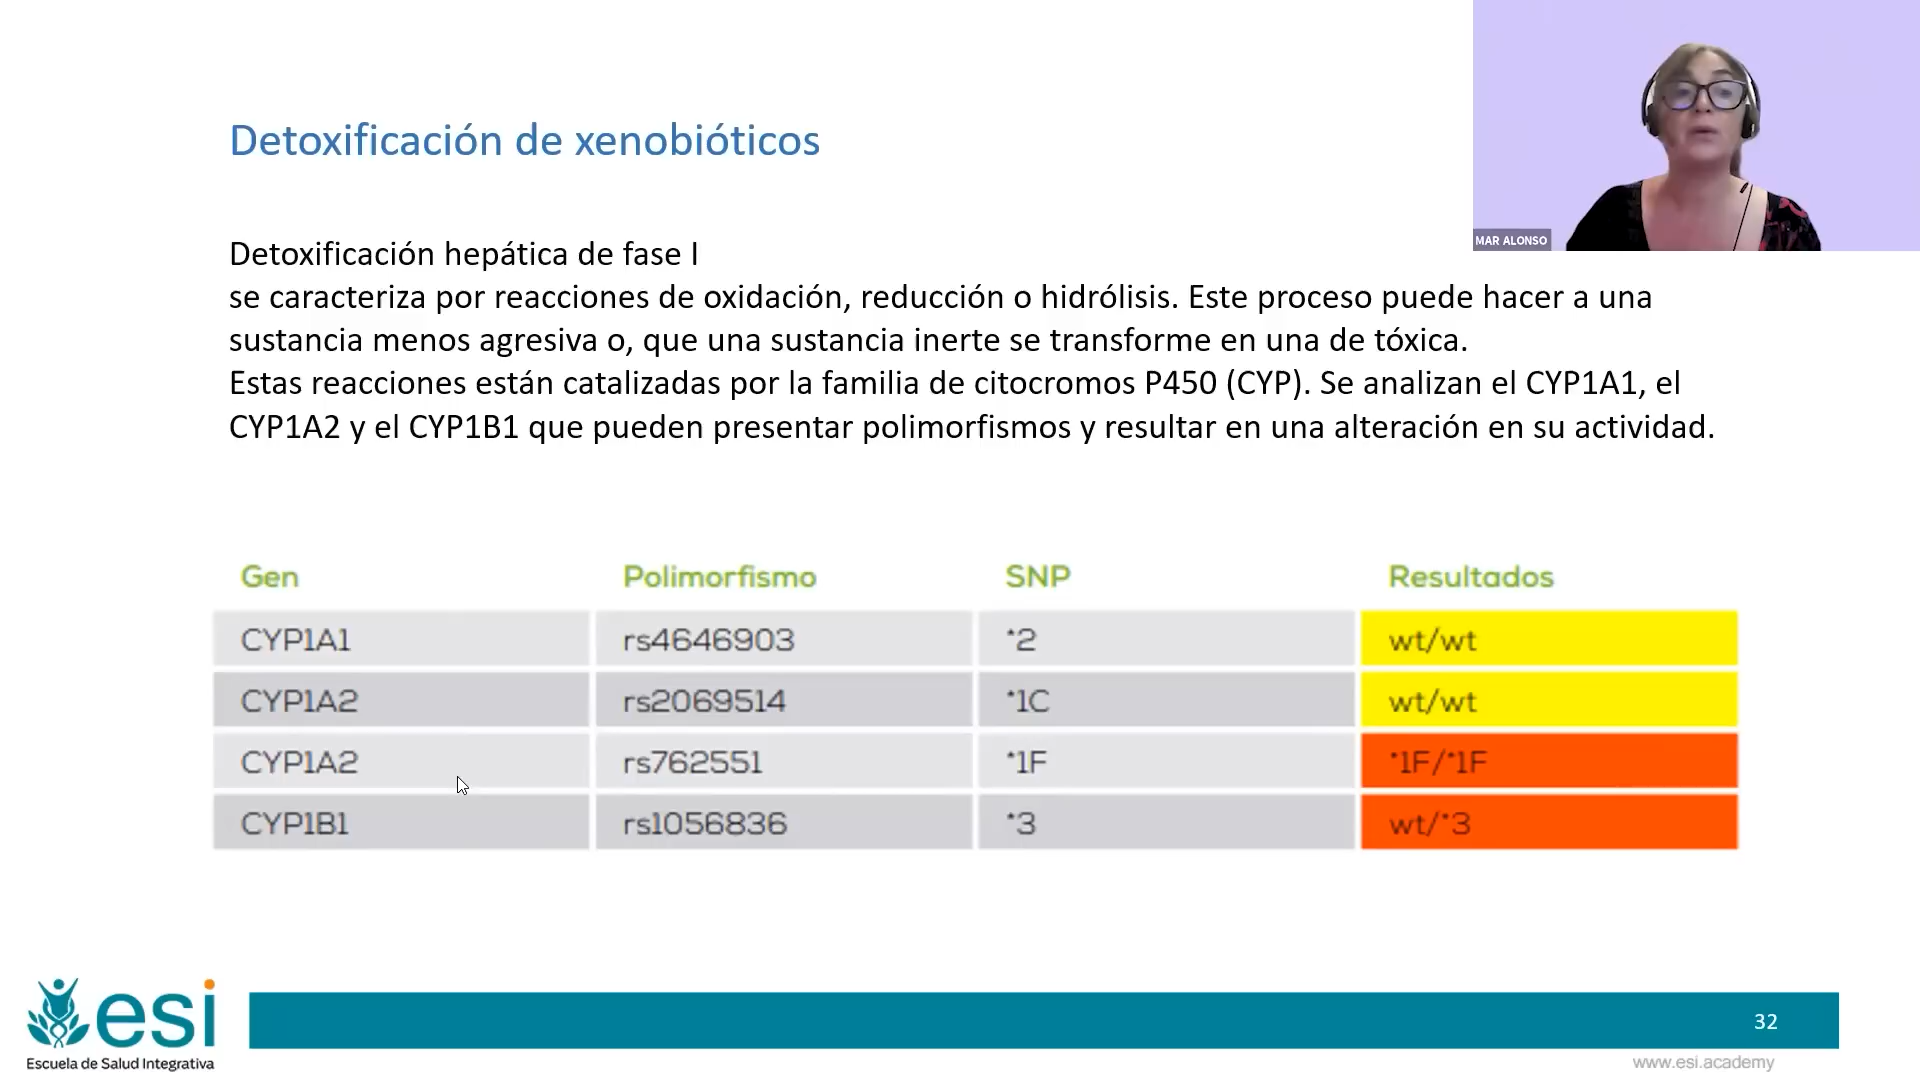 MAR ALONSO
Detoxificación de xenobióticos
Detoxificación hepática de fase I
se caracteriza por reacciones de oxidación, reducción o hidrólisis. Este proceso puede hacer a una
sustancia menos agresiva o, que una sustancia inerte se transforme en una de tóxica.
Estas reacciones están catalizadas por la familia de citocromos P450 (CYP). Se analizan el CYP1A1, el
CYP1A2 y el CYP1B1 que pueden presentar polimorfismos y resultar en una alteración en su actividad.
Gen Polimorfismo SNP Resultados
CYP1A1 rs4646903 *2 wt/wt
CYP1A2 rs2069514 *1C wt/wt
CYP1A2 rs762551 *1F *1F/*1F
CYP1B1 rs1056836 *3 wt/*3
esi
Escuela de Salud Integrativa
32
www.esi.academy